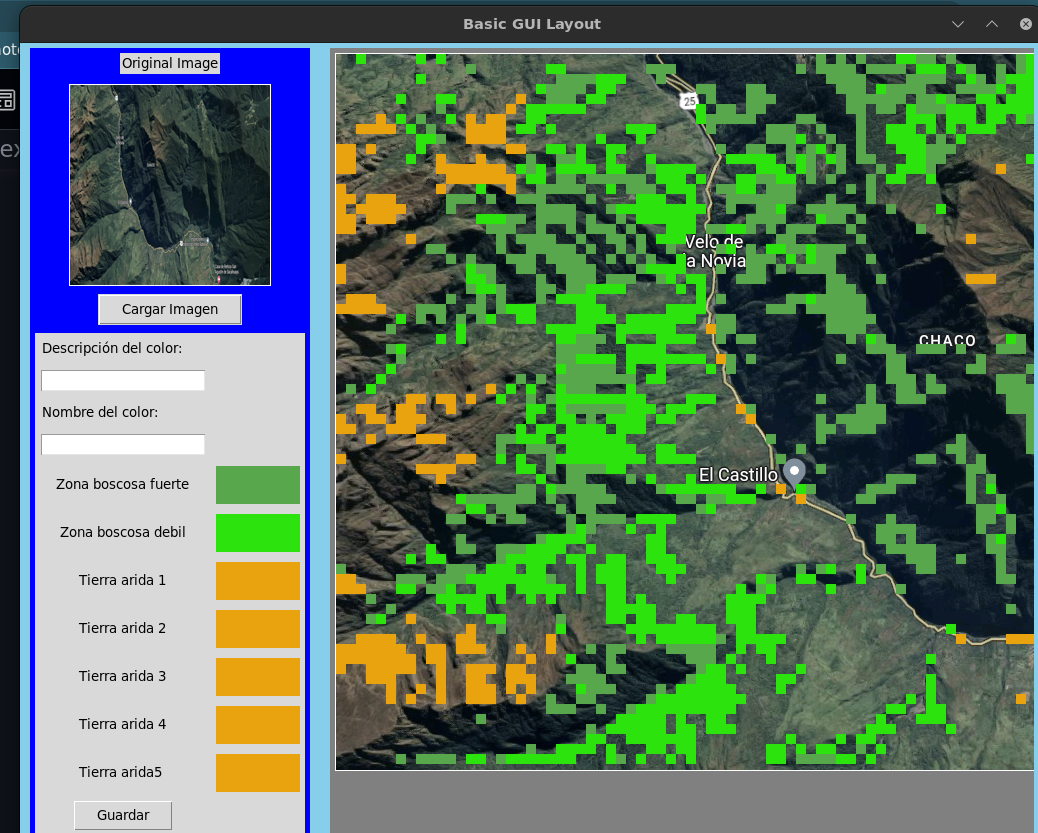 Basic GUI Layout
Original Image
Cargar Imagen
Descripción del color:
Nombre del color:
Zona boscosa fuerte
Zona boscosa debil
Tierra arida 1
Tierra arida 2
Tierra arida 3
Tierra arida 4
Tierra arida5
Guardar
25
Velo de
a Novia
CHACO
El Castillo